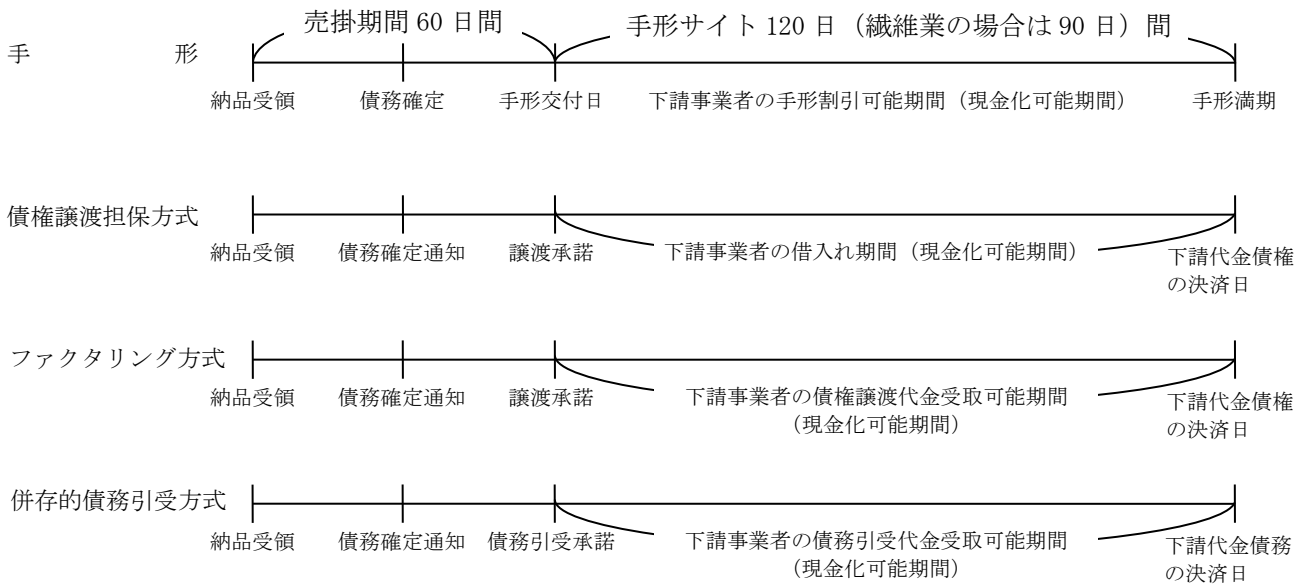 売掛期間 60 日間 手形サイト 120 日（繊維業の場合は 90 日）間
手 形
納品受領 債務確定 手形交付日 下請事業者の手形割引可能期間（現金化可能期間） 手形満期
債権譲渡担保方式
納品受領 債務確定通知 譲渡承諾 下請事業者の借入れ期間（現金化可能期間） 下請代金債権
の決済日
ファクタリング方式
納品受領 債務確定通知 譲渡承諾 下請事業者の債権譲渡代金受取可能期間 下請代金債権
（現金化可能期間） の決済日
併存的債務引受方式
納品受領 債務確定通知 債務引受承諾 下請事業者の債務引受代金受取可能期間 下請代金債務
（現金化可能期間） の決済日